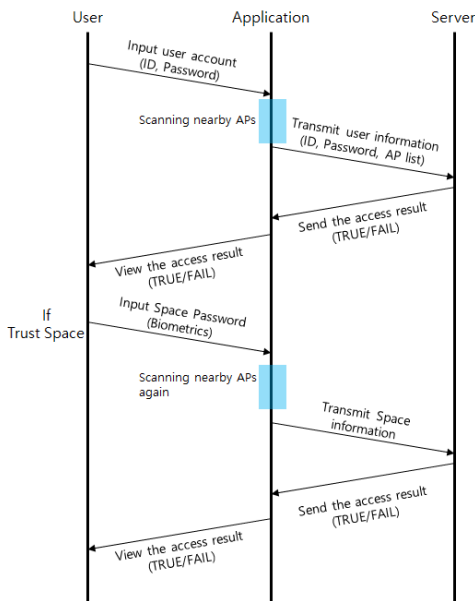 User
Application
Server
Input user account
(ID, Password)
Scanning nearby APs
Transmit user information
(ID, Password, AP list)
Send the access result
(TRUE/FAIL)
View the access result
(TRUE/FAIL)
If
Trust Space
Input Space Password
(Biometrics)
Scanning nearby APs
again
Transmit Space
information
Send the access result
(TRUE/FAIL)
View the access result
(TRUE/FAIL)